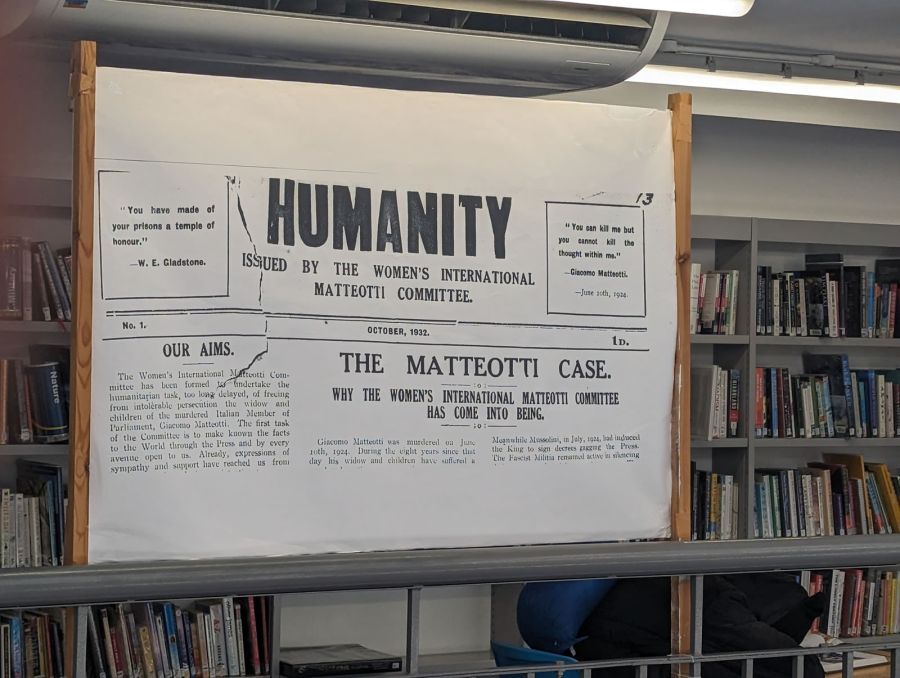 "You have made of
your prisons a temple of
honour."
—W. E. Gladstone.
HUMANITY
ISSUED BY THE WOMEN'S INTERNATIONAL
MATTEOTTI COMMITTEE.
13
"You can kill me but
you cannot kill the
thought within me."
—Giacomo Matteotti.
—June 10th, 1924.
No. 1.
OCTOBER, 1932.
1D.
OUR AIMS.
The Women's International Matteotti Com-
mittee has been formed to undertake the
humanitarian task, too long delayed, of freeing
from intolerable persecution the widow and
children of the murdered Italian Member of
Parliament, Giacomo Matteotti. The first task
of the Committee is to make known the facts
to the World through the Press and by every
avenue open to us. Already, expressions of
sympathy and support have reached us from
THE MATTEOTTI CASE.
:o:
WHY THE WOMEN'S INTERNATIONAL MATTEOTTI COMMITTEE
HAS COME INTO BEING.
:o:
Giacomo Matteotti was murdered on June
10th, 1924. During the eight years since that
day his widow and children have suffered a
Meanwhile Mussolini, in July, 1924, had induced
the King to sign decrees gagging the Press.
The Fascist Militia remained active in silencing
Nature